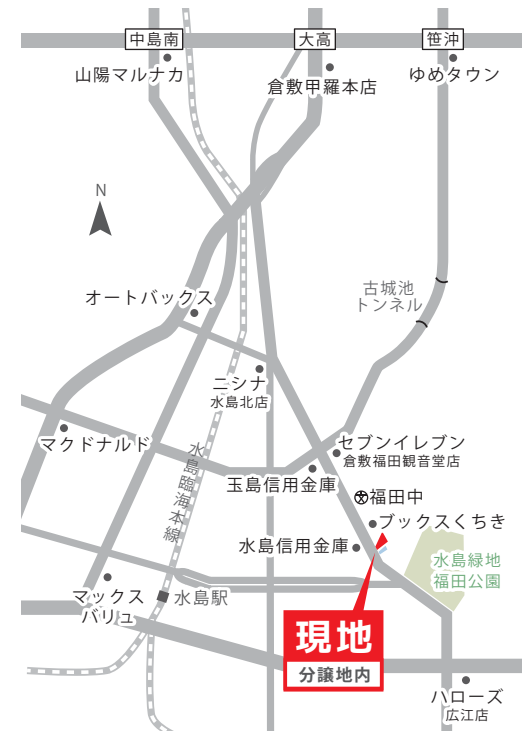 中島南
大高
笹沖
山陽マルナカ
倉敷甲羅本店
ゆめタウン
N
古城池
トンネル
オートバックス
ニシナ
水島北店
マクドナルド
水島臨海本線
セブンイレブン
倉敷福田観音堂店
玉島信用金庫
文福田中
ブックスくちき
水島信用金庫
水島緑地
福田公園
マックス
バリュ
水島駅
現地
分譲地内
ハローズ
広江店